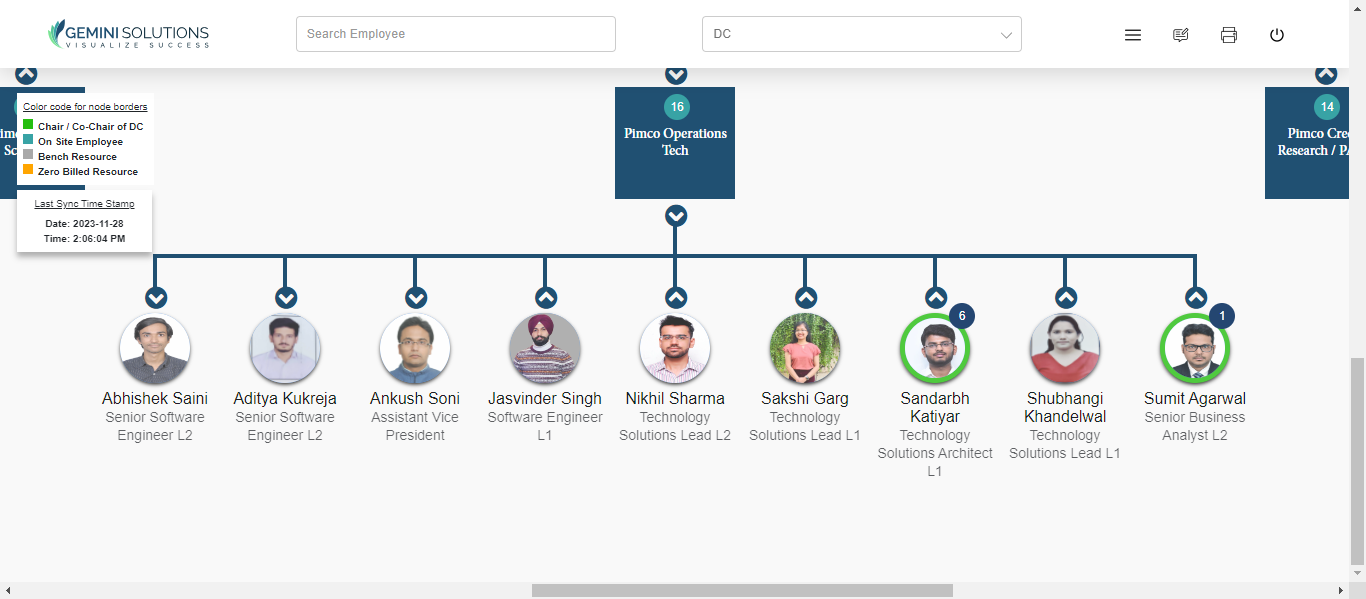 GEMINI SOLUTIONS
VISUALIZE SUCCESS
Search Employee
DC
Color code for node borders
Chair / Co-Chair of DC
On Site Employee
Bench Resource
Zero Billed Resource
Last Sync Time Stamp
Date: 2023-11-28
Time: 2:06:04 PM
16
Pimco Operations
Tech
14
Pimco
Research /
Abhishek Saini
Senior Software
Engineer L2
Aditya Kukreja
Senior Software
Engineer L2
Ankush Soni
Assistant Vice
President
Jasvinder Singh
Software Engineer
L1
Nikhil Sharma
Technology
Solutions Lead L2
Sakshi Garg
Technology
Solutions Lead L1
6
Sandarbh
Katiyar
Technology
Solutions Architect
L1
Shubhangi
Khandelwal
Technology
Solutions Lead L1
1
Sumit Agarwal
Senior Business
Analyst L2